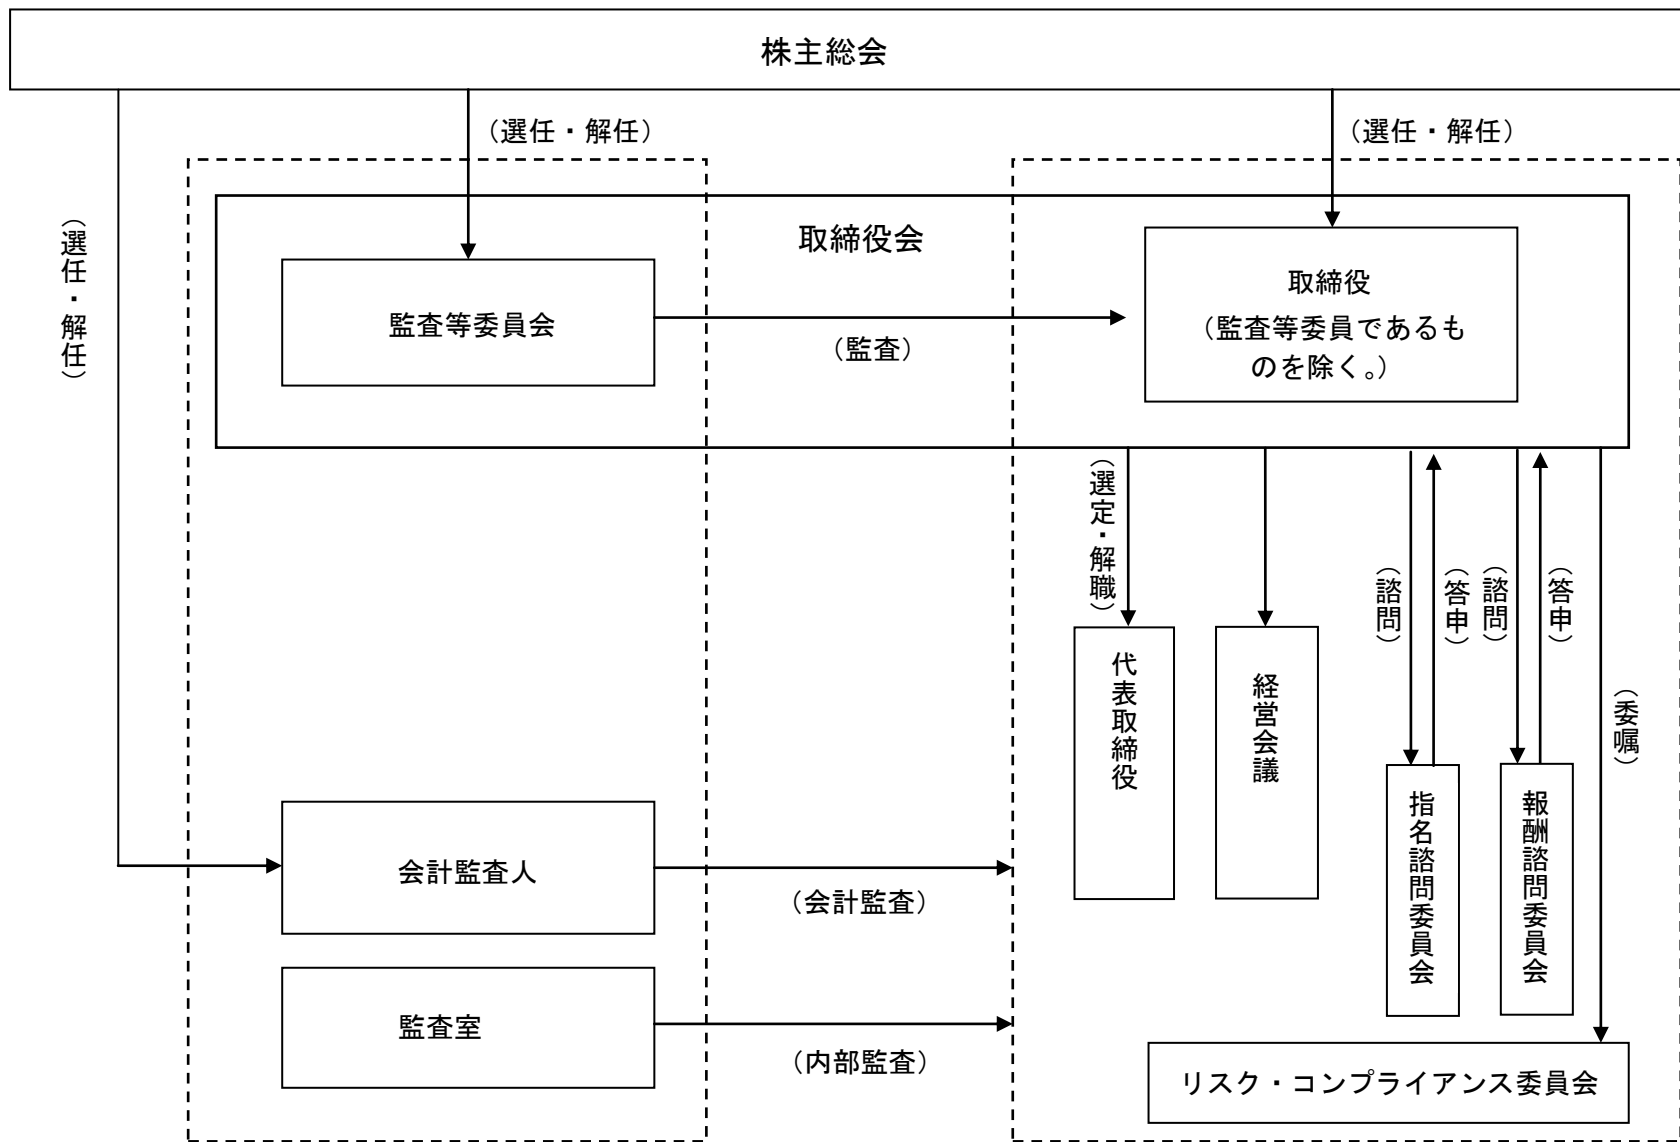 株主総会
（選任・解任）
（選任・解任）
（選任・解任）
取締役会
監査等委員会
（監査）
取締役
（監査等委員であるも
のを除く。）
（選定・解職）
（諮問）
（答申）
（諮問）
（答申）
（委嘱）
代表取締役
経営会議
指名諮問委員会
報酬諮問委員会
会計監査人
（会計監査）
監査室
（内部監査）
リスク・コンプライアンス委員会